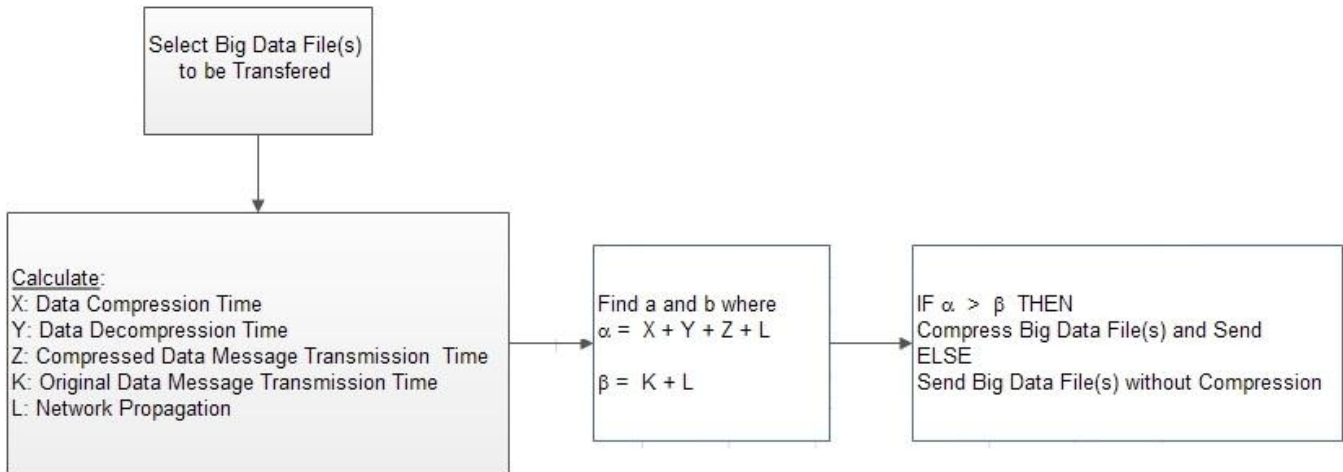 Select Big Data File(s)
to be Transfered
Calculate:
X: Data Compression Time
Y: Data Decompression Time
Z: Compressed Data Message Transmission Time
K: Original Data Message Transmission Time
L: Network Propagation
Find a and b where
α = X + Y + Z + L
β = K + L
IF α > β THEN
Compress Big Data File(s) and Send
ELSE
Send Big Data File(s) without Compression